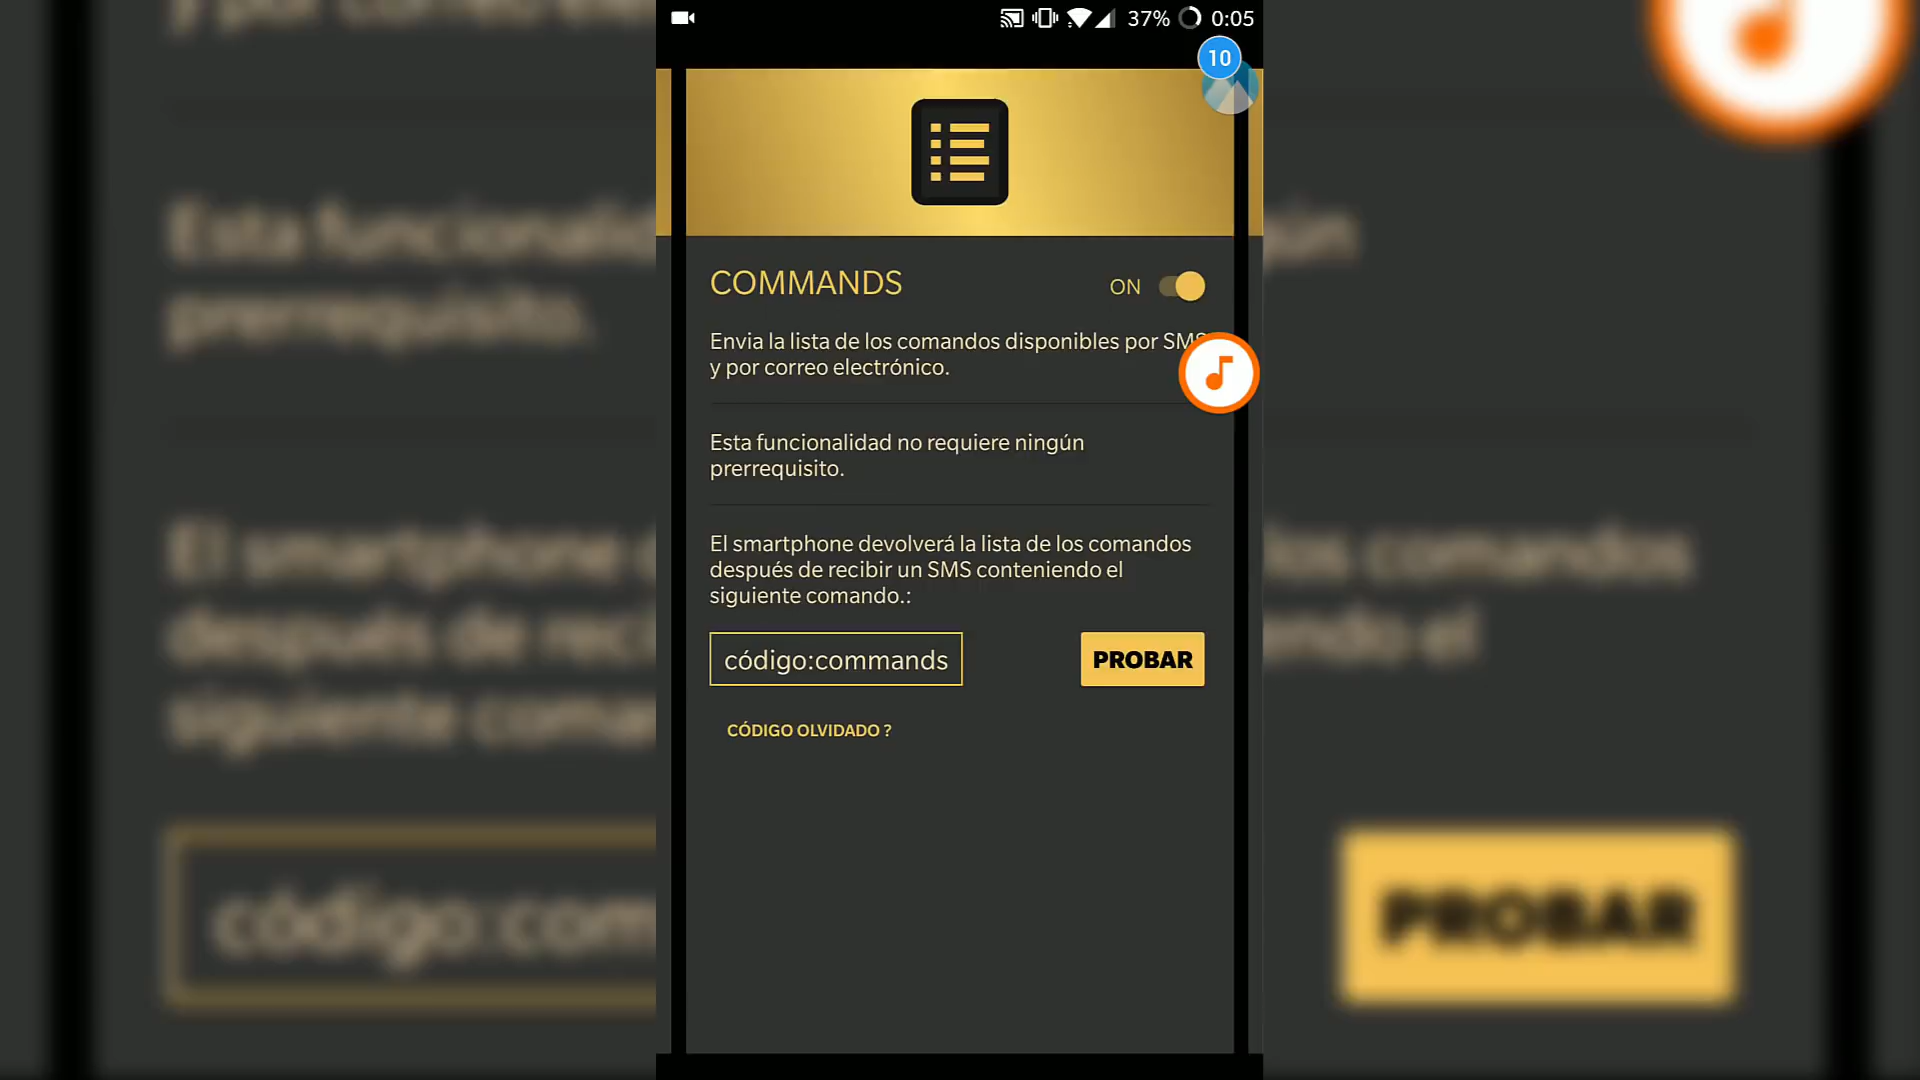 37% 0:05
10
COMMANDS
ON
Envia la lista de los comandos disponibles por SMS
y por correo electrónico.
Esta funcionalidad no requiere ningún
prerrequisito.
El smartphone devolverá la lista de los comandos
después de recibir un SMS conteniendo el
siguiente comando.:
código:commands
PROBAR
CÓDIGO OLVIDADO ?